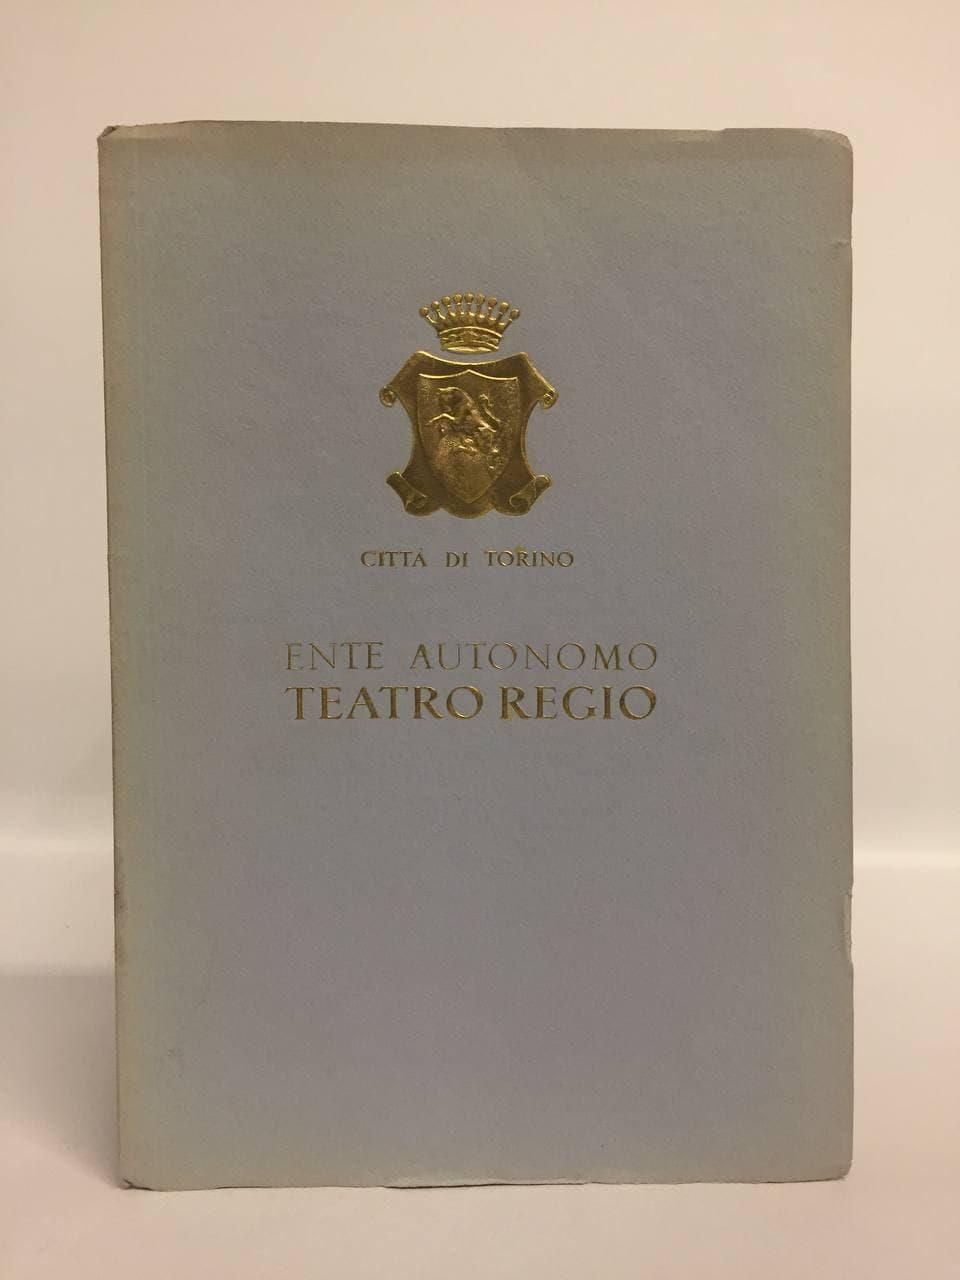 CITTÀ DI TORINO
ENTE AUTONOMO
TEATRO REGIO